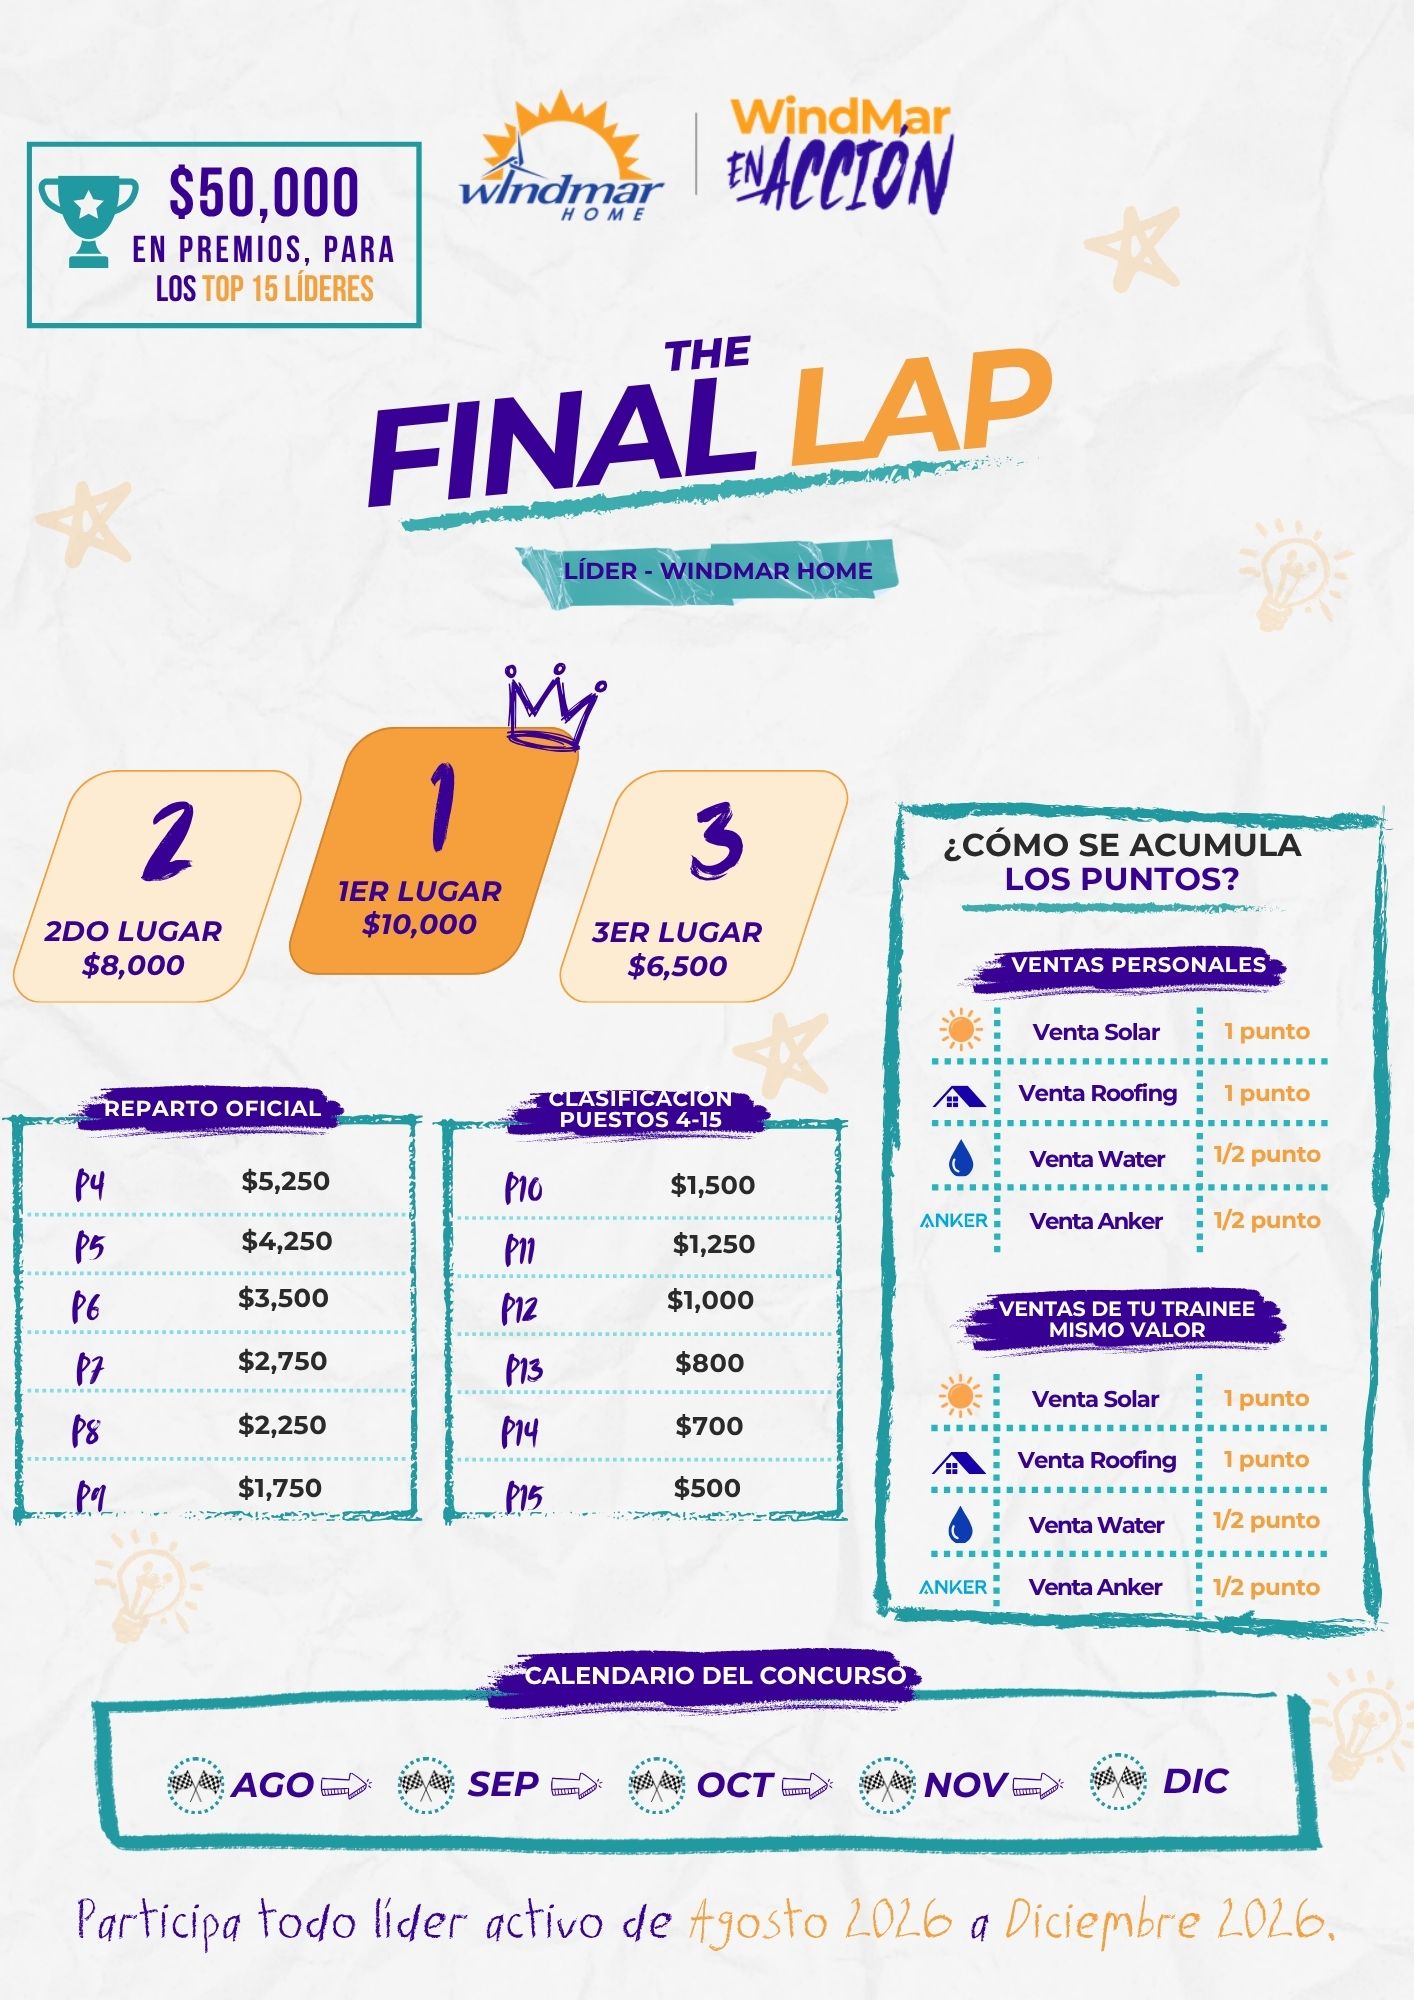 $50,000
EN PREMIOS, PARA
LOS TOP 15 LÍDERES
windmar
HOME
WindMar
EN ACCIÓN
THE
FINAL LAP
LÍDER - WINDMAR HOME
2
2DO LUGAR
$8,000
1
1ER LUGAR
$10,000
3
3ER LUGAR
$6,500
REPARTO OFICIAL
P4 $5,250
P5 $4,250
P6 $3,500
P7 $2,750
P8 $2,250
P9 $1,750
CLASIFICACIÓN
PUESTOS 4-15
P10 $1,500
P11 $1,250
P12 $1,000
P13 $800
P14 $700
P15 $500
¿CÓMO SE ACUMULA
LOS PUNTOS?
VENTAS PERSONALES
Venta Solar 1 punto
Venta Roofing 1 punto
Venta Water 1/2 punto
ANKER Venta Anker 1/2 punto
VENTAS DE TU TRAINEE
MISMO VALOR
Venta Solar 1 punto
Venta Roofing 1 punto
Venta Water 1/2 punto
ANKER Venta Anker 1/2 punto
CALENDARIO DEL CONCURSO
AGO SEP OCT NOV DIC
Participa todo líder activo de Agosto 2026 a Diciembre 2026.